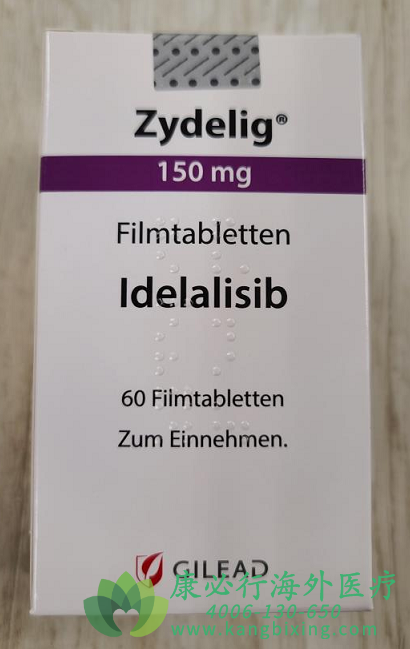 Zydelig®
150 mg
Filmtabletten
Idelalisib
60 Filmtabletten
Zum Einnehmen.
GILEAD
康必行海外医疗
4006-130-650
www.kangbixing.com